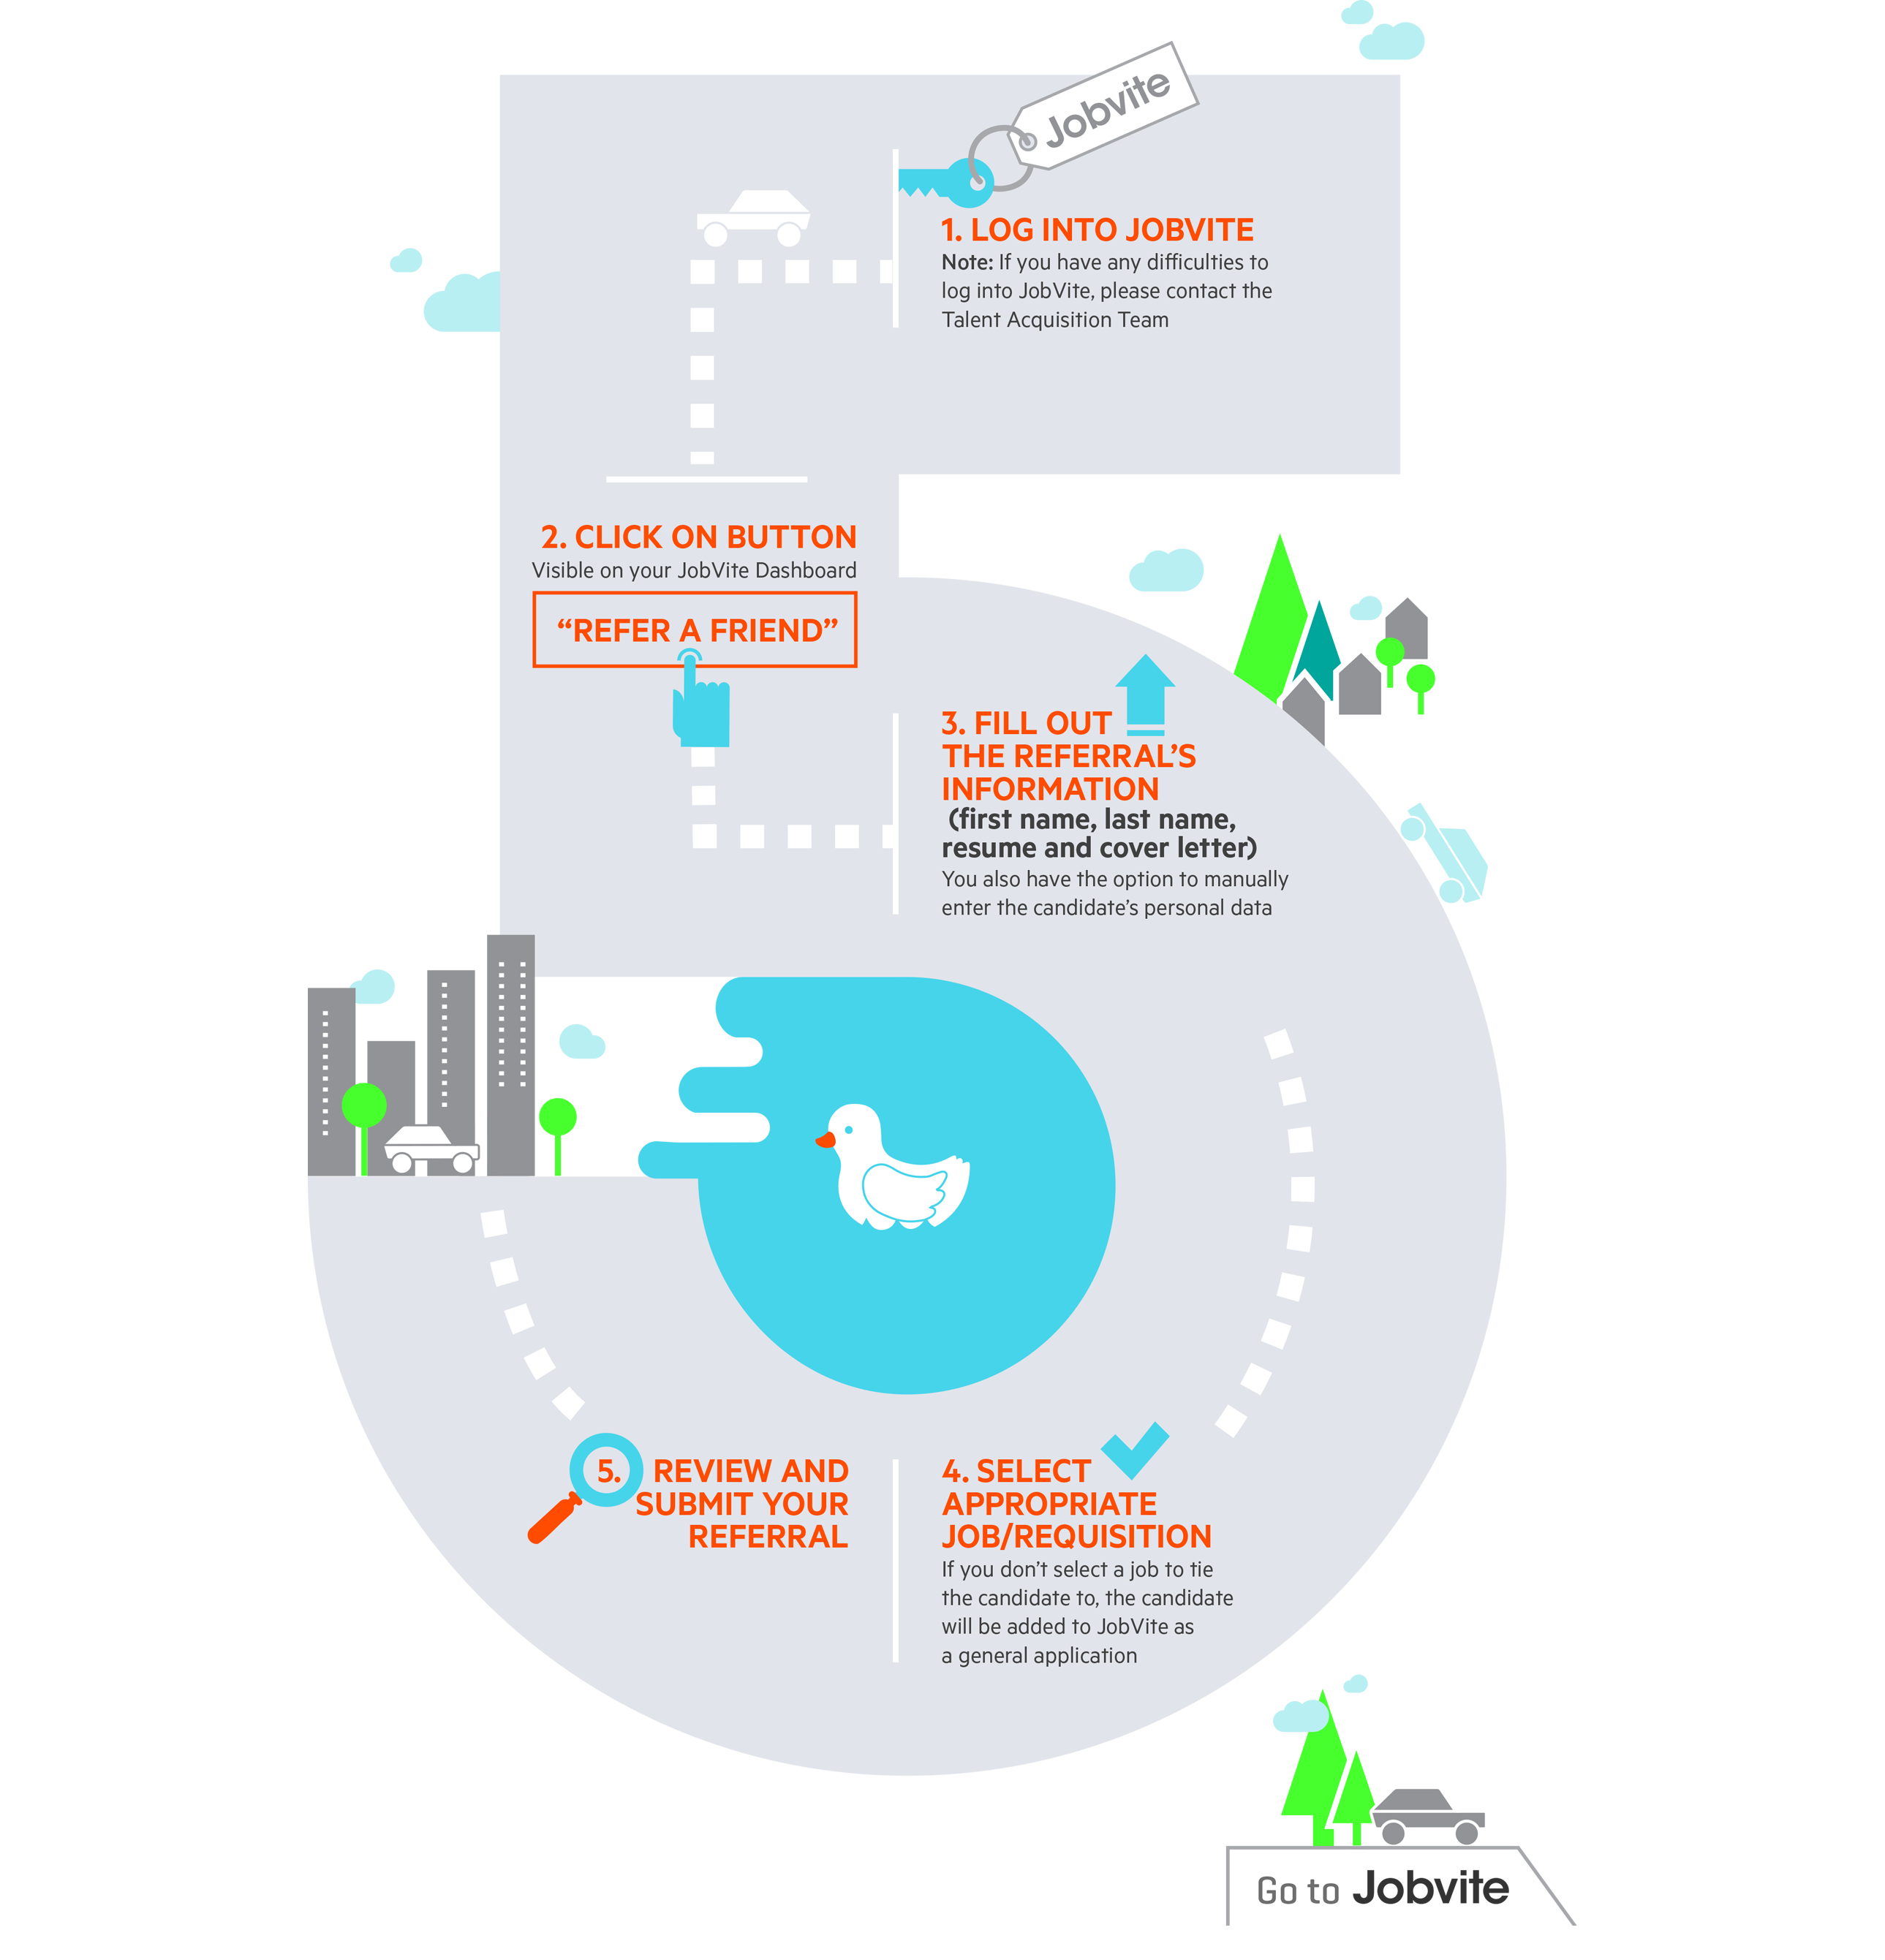 Jobvite
1. LOG INTO JOBVITE
Note: If you have any difficulties to
log into JobVite, please contact the
Talent Acquisition Team
2. CLICK ON BUTTON
Visible on your JobVite Dashboard
“REFER A FRIEND”
3. FILL OUT
THE REFERRAL’S
INFORMATION
(first name, last name,
resume and cover letter)
You also have the option to manually
enter the candidate’s personal data
4. SELECT
APPROPRIATE
JOB/REQUISITION
If you don’t select a job to tie
the candidate to, the candidate
will be added to JobVite as
a general application
5. REVIEW AND
SUBMIT YOUR
REFERRAL
Go to Jobvite